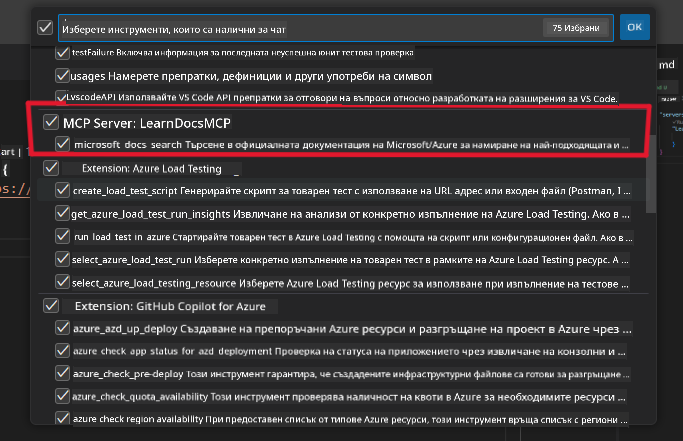 Изберете инструменти, които са налични за чат
75 Избрани
OK
testFailure Включва информация за последната неуспешна юнит тестова проверка
usages Намерете препратки, дефиниции и други употреби на символ
vscodeAPI Използвайте VS Code API препратки за отговори на въпроси относно разработката на разширения за VS Code.
MCP Server: LearnDocsMCP
microsoft_docs_search Търсене в официалната документация на Microsoft/Azure за намиране на най-подходящата и ...
Extension: Azure Load Testing
create_load_test_script Генерирайте скрипт за товарен тест с използване на URL адрес или входен файл (Postman, I ...
get_azure_load_test_run_insights Извличане на анализи от конкретно изпълнение на Azure Load Testing. Ако в ...
run_load_test_in_azure Стартирайте товарен тест в Azure Load Testing с помощта на скрипт или конфигурационен файл. Ако в ...
select_azure_load_test_run Изберете конкретно изпълнение на товарен тест в рамките на Azure Load Testing ресурс. А ...
select_azure_load_testing_resource Изберете Azure Load Testing ресурс за използване при изпълнение на тестове ...
Extension: GitHub Copilot for Azure
azure_azd_up_deploy Създаване на препоръчани Azure ресурси и разгръщане на проект в Azure чрез ...
azure_check_app_status_for_azd_deployment Проверка на статуса на приложението чрез извличане на конзолни и ...
azure_check_pre-deploy Този инструмент гарантира, че създадените инфраструктурни файлове са готови за разгръщане ...
azure_check_quota_availability Този инструмент проверява наличност на квоти в Azure за необходимите ресурси ...
azure_check_region_availability При предоставен списък от типове Azure ресурси, този инструмент връща списък с региони ...
md
art |
{
s://